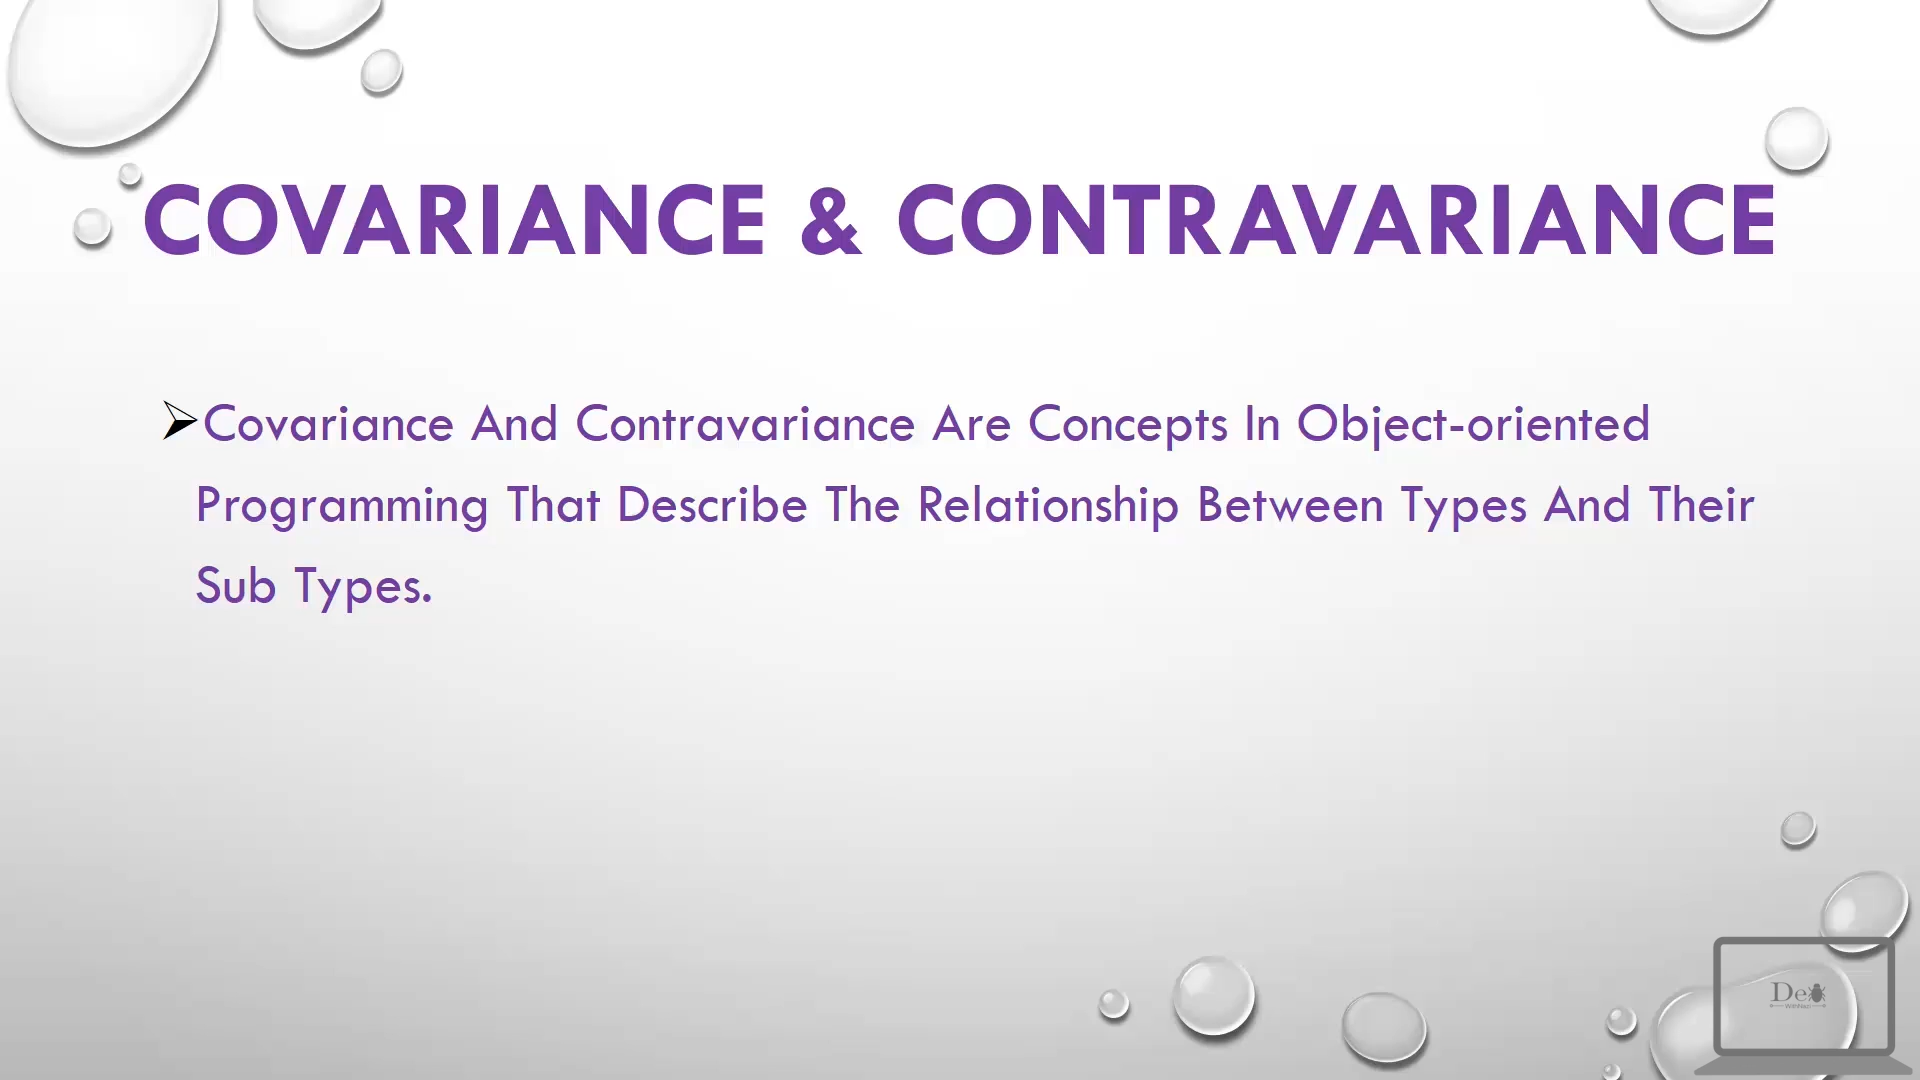 COVARIANCE & CONTRAVARIANCE
➢Covariance And Contravariance Are Concepts In Object-oriented
Programming That Describe The Relationship Between Types And Their
Sub Types.
De